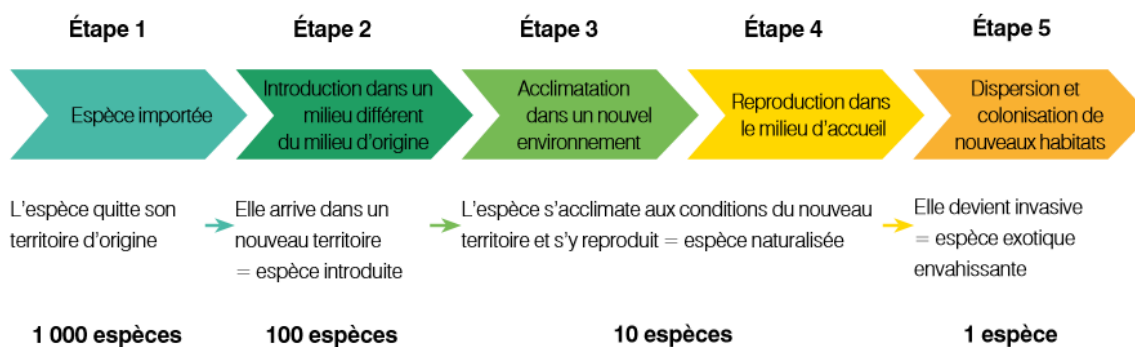 Étape 1
Étape 2
Étape 3
Étape 4
Étape 5
Espèce importée
Introduction dans un
milieu différent
du milieu d'origine
Acclimatation
dans un nouvel
environnement
Reproduction dans
le milieu d'accueil
Dispersion et
colonisation de
nouveaux habitats
L'espèce quitte son
territoire d'origine
Elle arrive dans un
nouveau territoire
= espèce introduite
L'espèce s'acclimate aux conditions du nouveau
territoire et s'y reproduit = espèce naturalisée
Elle devient invasive
= espèce exotique
envahissante
1 000 espèces
100 espèces
10 espèces
1 espèce